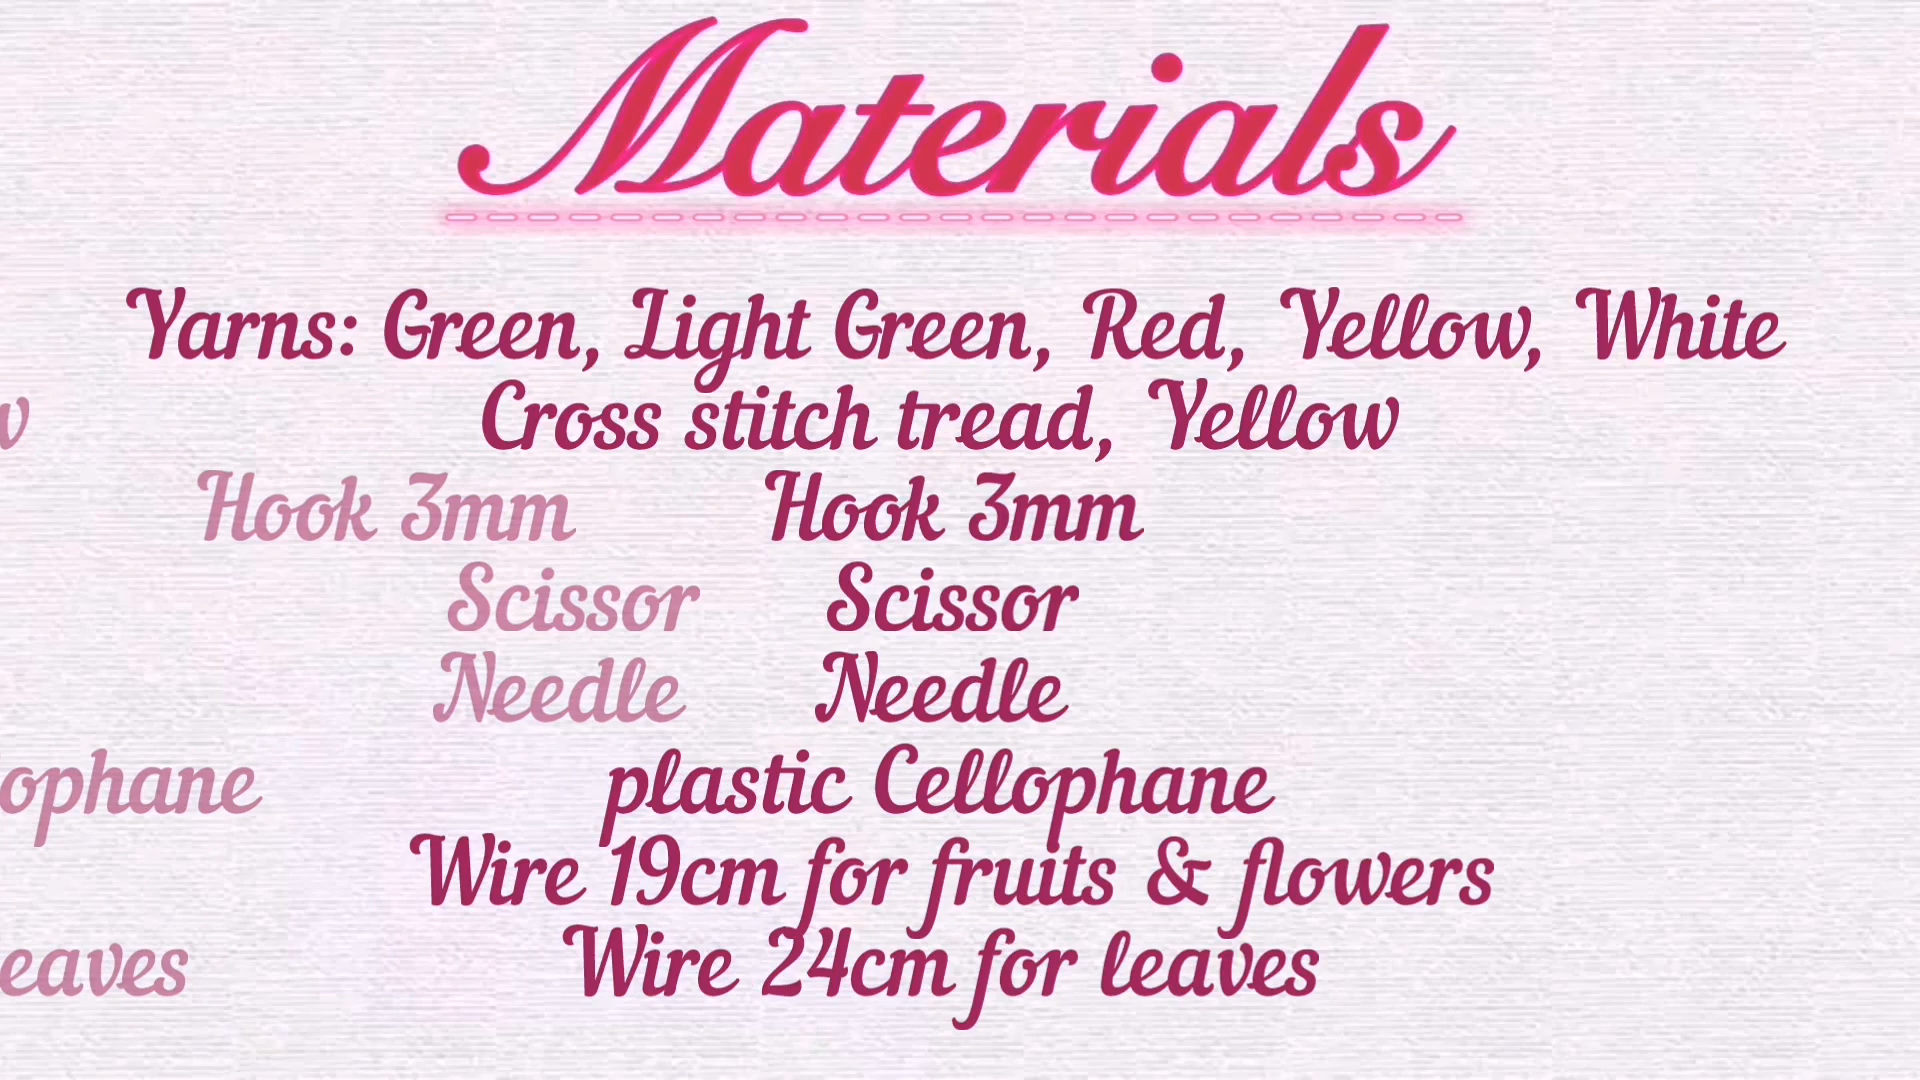 Materials
Yarns: Green, Light Green, Red, Yellow, White
w Cross stitch tread, Yellow
Hook 3mm Hook 3mm
Scissor Scissor
Needle Needle
ophane plastic Cellophane
Wire 19cm for fruits & flowers
eaves Wire 24cm for leaves